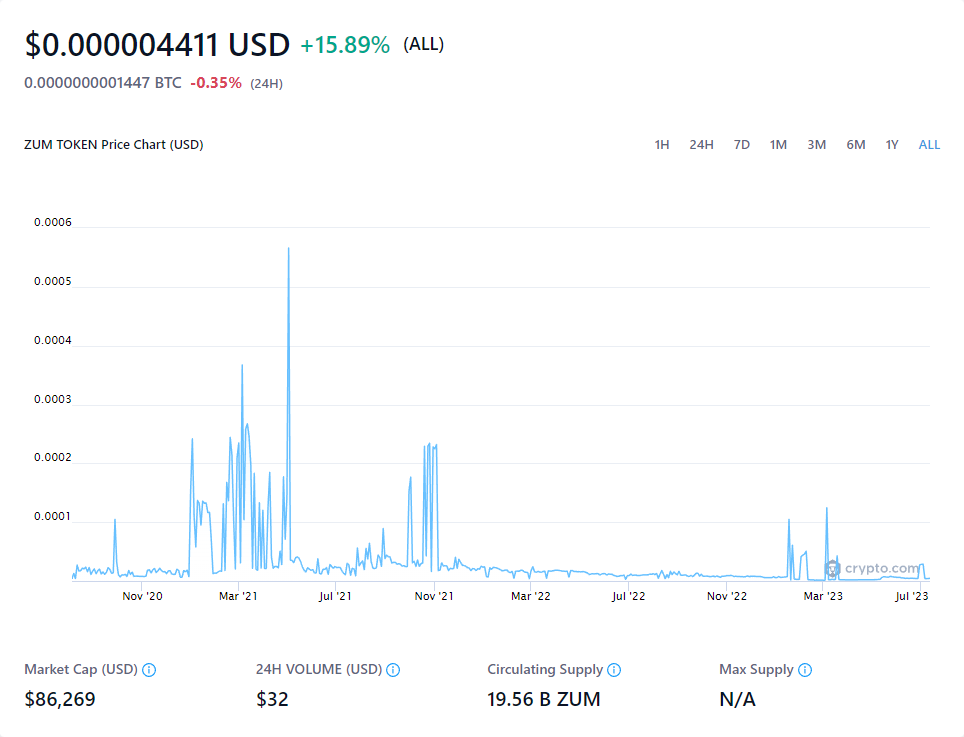 $0.000004411 USD +15.89% (ALL)
0.0000000001447 BTC -0.35% (24H)
ZUM TOKEN Price Chart (USD) 1H 24H 7D 1M 3M 6M 1Y ALL
0.0006
0.0005
0.0004
0.0003
0.0002
0.0001
crypto.com
Nov '20 Mar '21 Jul '21 Nov '21 Mar '22 Jul '22 Nov '22 Mar '23 Jul '23
Market Cap (USD) 24H VOLUME (USD) Circulating Supply Max Supply
$86,269 $32 19.56 B ZUM N/A